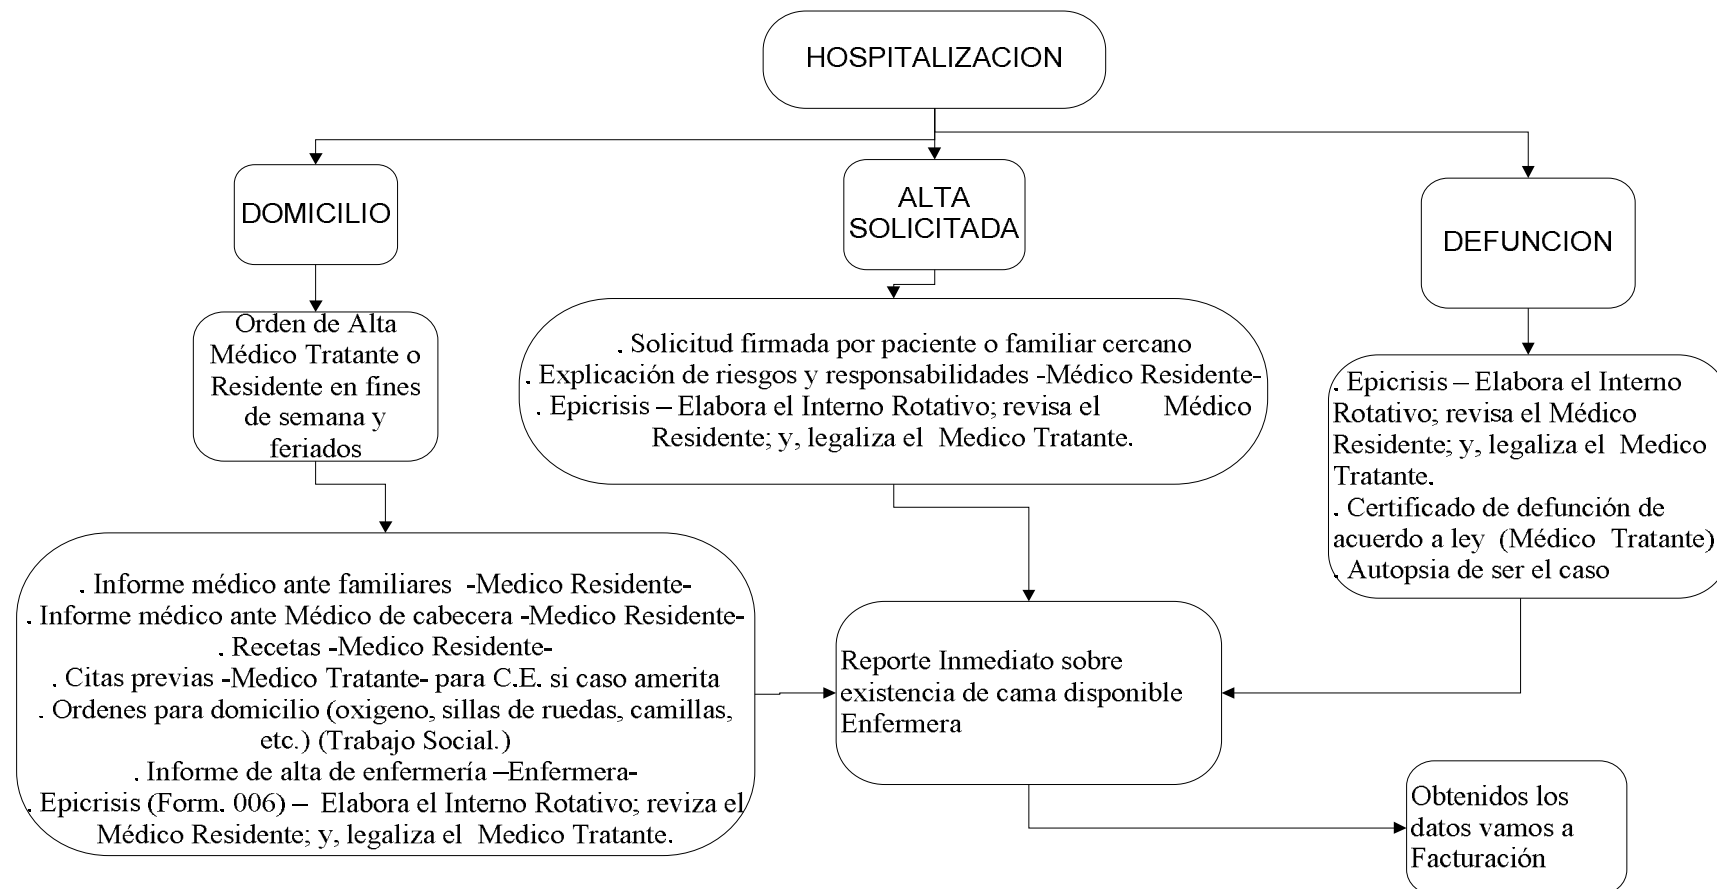 HOSPITALIZACION
DOMICILIO
ALTA
SOLICITADA
DEFUNCION
Orden de Alta
Médico Tratante o
Residente en fines
de semana y
feriados
. Solicitud firmada por paciente o familiar cercano
. Explicación de riesgos y responsabilidades -Médico Residente-
. Epicrisis – Elabora el Interno Rotativo; revisa el Médico
Residente; y, legaliza el Medico Tratante.
. Epicrisis – Elabora el Interno
Rotativo; revisa el Médico
Residente; y, legaliza el Medico
Tratante.
. Certificado de defunción de
acuerdo a ley (Médico Tratante)
. Autopsia de ser el caso
. Informe médico ante familiares -Medico Residente-
. Informe médico ante Médico de cabecera -Medico Residente-
. Recetas -Medico Residente-
. Citas previas -Medico Tratante- para C.E. si caso amerita
. Ordenes para domicilio (oxigeno, sillas de ruedas, camillas,
etc.) (Trabajo Social.)
. Informe de alta de enfermería –Enfermera-
. Epicrisis (Form. 006) – Elabora el Interno Rotativo; reviza el
Médico Residente; y, legaliza el Medico Tratante.
Reporte Inmediato sobre
existencia de cama disponible
Enfermera
Obtenidos los
datos vamos a
Facturación